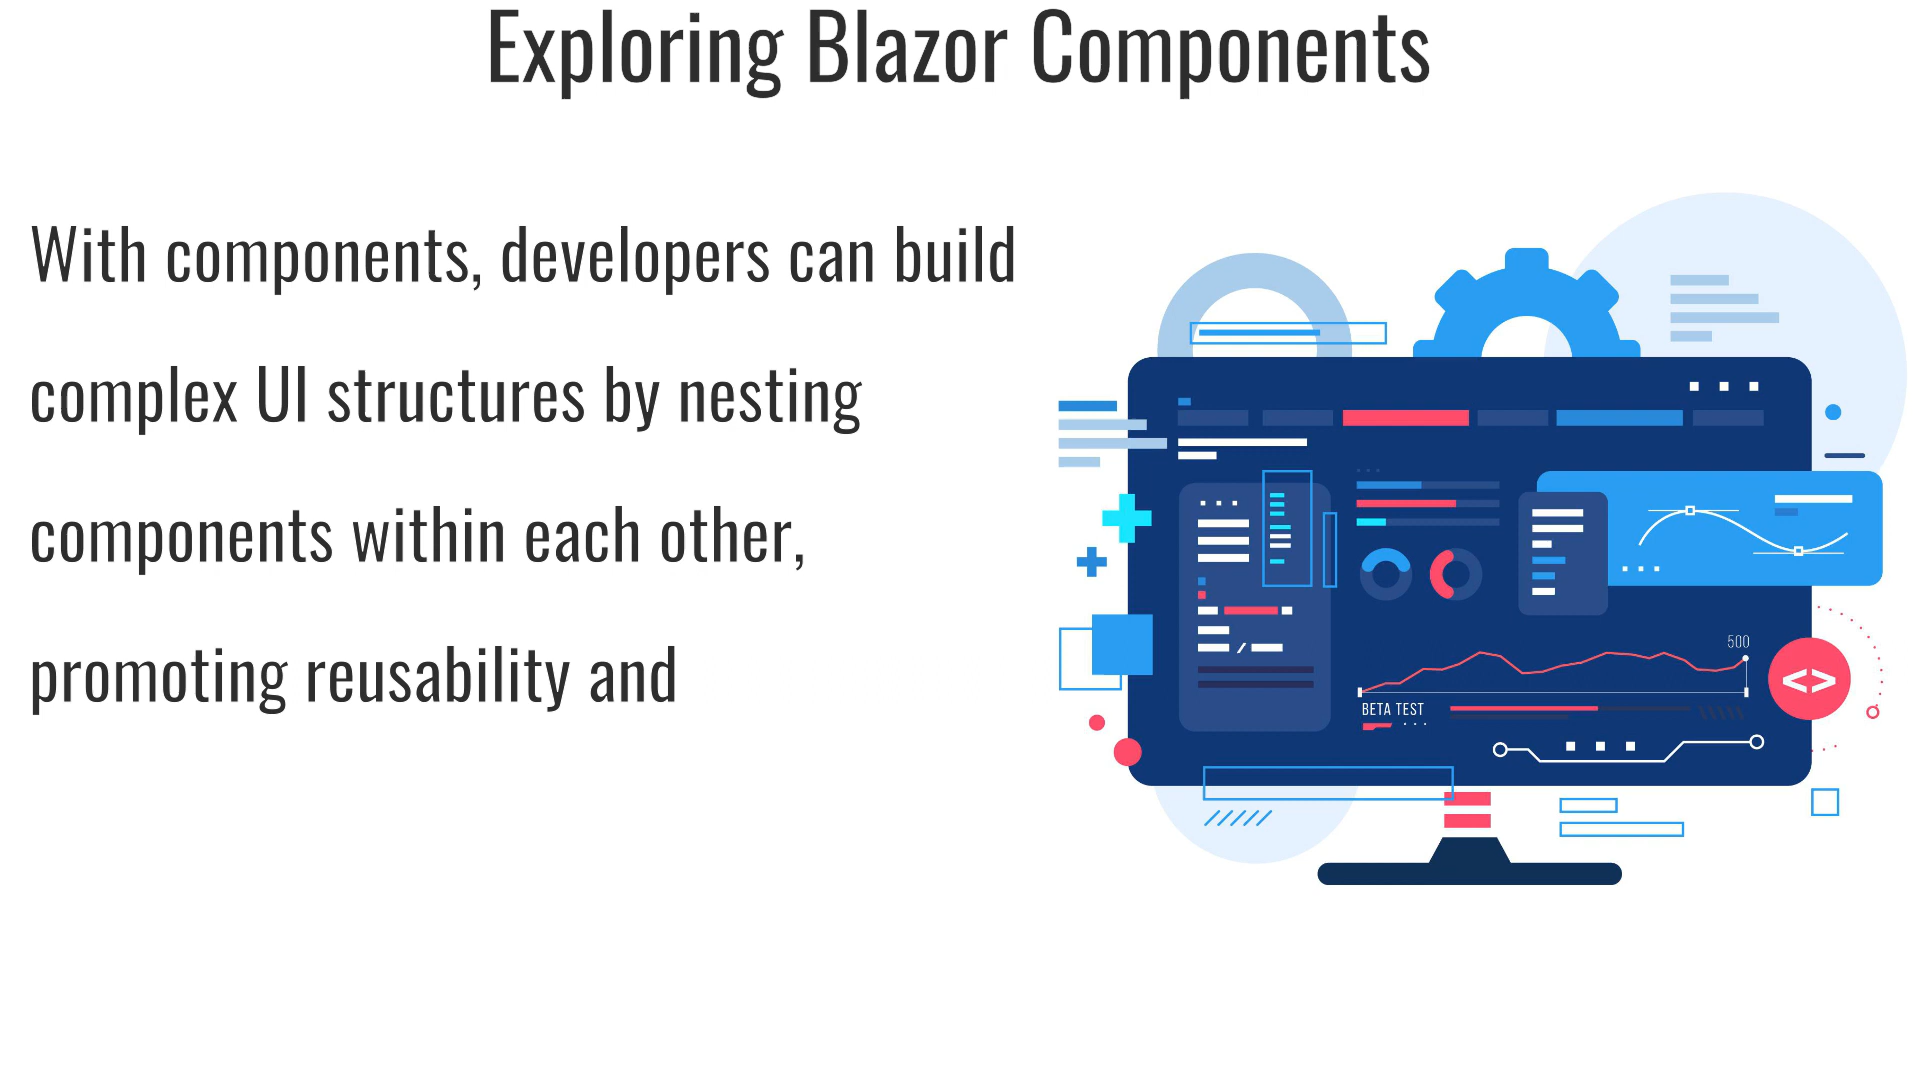 Exploring Blazor Components
With components, developers can build
complex UI structures by nesting
components within each other,
promoting reusability and
500
<>
BETA TEST